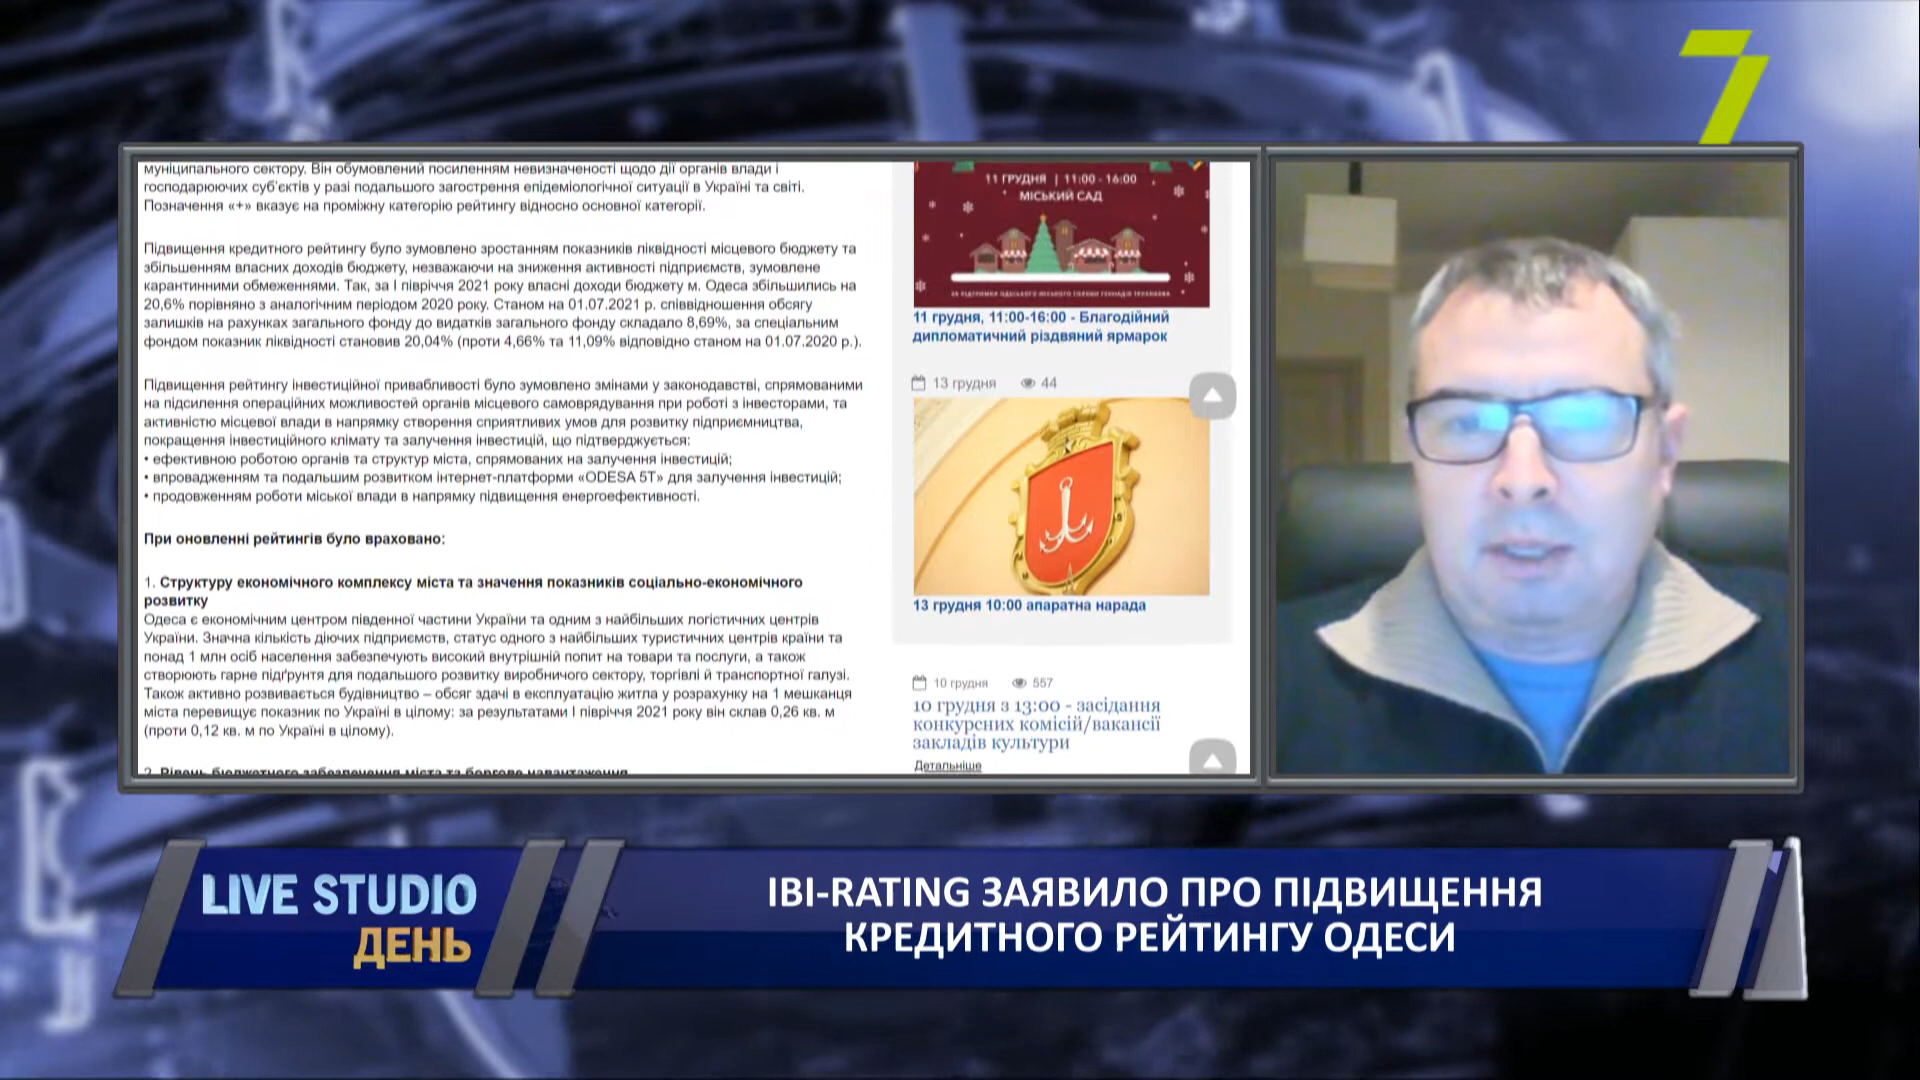 7
муніципального сектору. Він обумовлений посиленням невизначеності щодо дії органів влади і
господарюючих суб'єктів у разі подальшого загострення епідеміологічної ситуації в Україні та світі.
Позначення «+» вказує на проміжну категорію рейтингу відносно основної категорії.
Підвищення кредитного рейтингу було зумовлено зростанням показників ліквідності місцевого бюджету та
збільшенням власних доходів бюджету, незважаючи на зниження активності підприємств, зумовлене
карантинними обмеженнями. Так, за І півріччя 2021 року власні доходи бюджету м. Одеса збільшились на
20,6% порівняно з аналогічним періодом 2020 року. Станом на 01.07.2021 р. співвідношення обсягу
залишків на рахунках загального фонду до видатків загального фонду складало 8,69%, за спеціальним
фондом показник ліквідності становив 20,04% (проти 4,66% та 11,09% відповідно станом на 01.07.2020 р.).
Підвищення рейтингу інвестиційної привабливості було зумовлено змінами у законодавстві, спрямованими
на підсилення операційних можливостей органів місцевого самоврядування при роботі з інвесторами, та
активністю місцевої влади в напрямку створення сприятливих умов для розвитку підприємництва,
покращення інвестиційного клімату та залучення інвестицій, що підтверджується:
• ефективною роботою органів та структур міста, спрямованих на залучення інвестицій;
• впровадженням та подальшим розвитком інтернет-платформи «ODESA 5T» для залучення інвестицій;
• продовженням роботи міської влади в напрямку підвищення енергоефективності.
При оновленні рейтингів було враховано:
1. Структуру економічного комплексу міста та значення показників соціально-економічного
розвитку
Одеса є економічним центром південної частини України та одним з найбільших логістичних центрів
України. Значна кількість діючих підприємств, статус одного з найбільших туристичних центрів країни та
понад 1 млн осіб населення забезпечують високий внутрішній попит на товари та послуги, а також
створюють гарне підґрунтя для подальшого розвитку виробничого сектору, торгівлі й транспортної галузі.
Також активно розвивається будівництво – обсяг здачі в експлуатацію житла у розрахунку на 1 мешканця
міста перевищує показник по Україні в цілому: за результатами І півріччя 2021 року він склав 0,26 кв. м
(проти 0,12 кв. м по Україні в цілому).
2. Рівень бюджетного забезпечення міста та боргове навантаження
11 ГРУДНЯ | 11:00 - 16:00
МІСЬКИЙ САД
ЗА ПІДТРИМКИ ОДЕСЬКОГО МІСЬКОГО ГОЛОВИ ГЕННАДІЯ ТРУХАНОВА
11 грудня, 11:00-16:00 - Благодійний
дипломатичний різдвяний ярмарок
13 грудня 44
13 грудня 10:00 апаратна нарада
10 грудня 557
10 грудня з 13:00 - засідання
конкурсних комісій/вакансії
закладів культури
Детальніше
LIVE STUDIO
ДЕНЬ
IBI-RATING ЗАЯВИЛО ПРО ПІДВИЩЕННЯ
КРЕДИТНОГО РЕЙТИНГУ ОДЕСИ